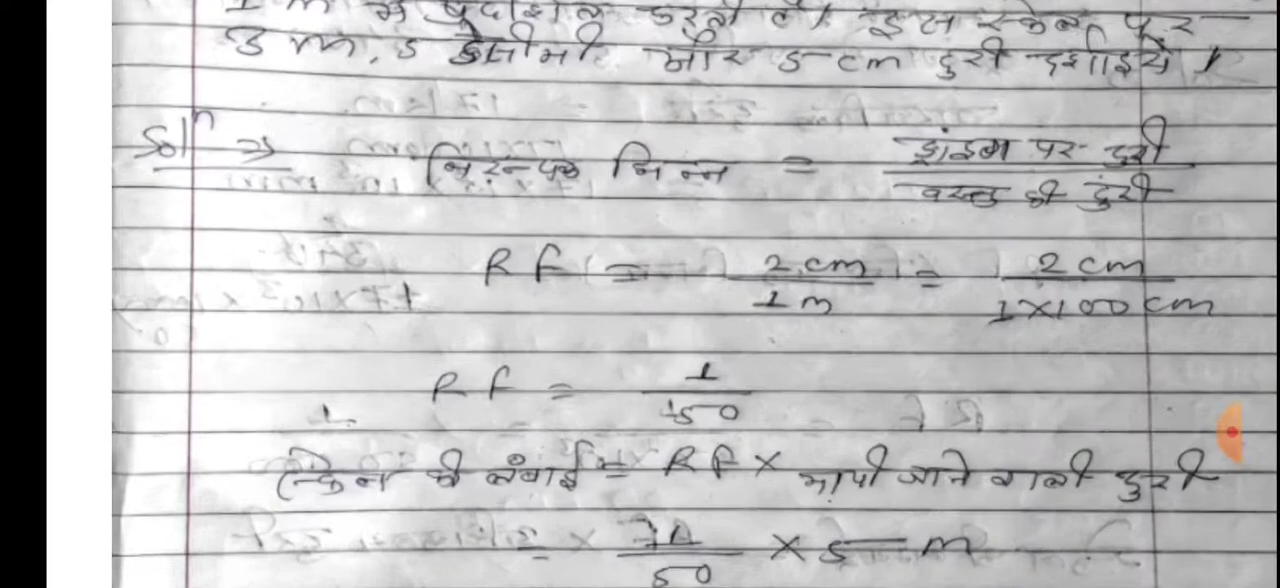 1 m को प्रदर्शित करती है। इस स्केल पर
3 m, 5 डेसीमी और 5 cm दुरी दर्शाइये।
Solⁿ ⇒ निरुपक भिन्न = ड्राइंग पर दुरी / वस्तु की दुरी
RF = 2 cm / 1 m = 2 cm / 1×100 cm
RF = 1 / 50
स्केल की लंबाई = RF × मापी जाने वाली दुरी
= 1 / 50 × 5 m